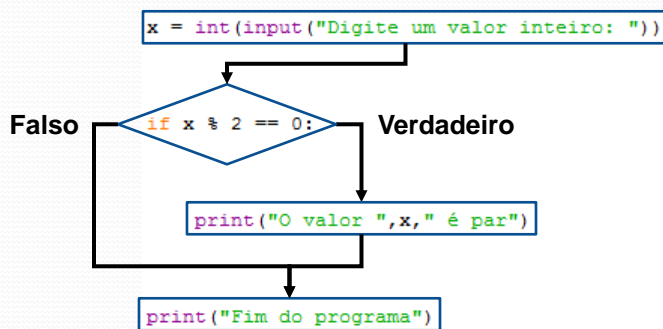 x = int(input("Digite um valor inteiro: "))
Falso
if x % 2 == 0:
Verdadeiro
print("O valor ",x," é par")
print("Fim do programa")